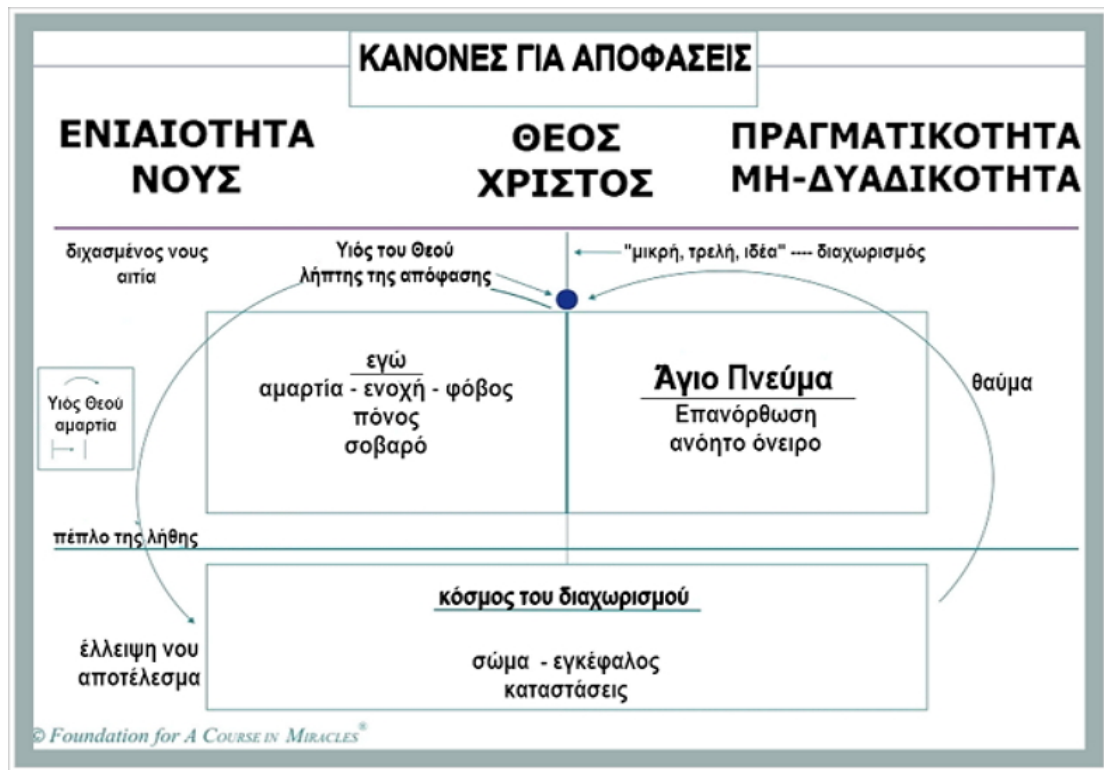 ΚΑΝΟΝΕΣ ΓΙΑ ΑΠΟΦΑΣΕΙΣ
ΕΝΙΑΙΟΤΗΤΑ
ΝΟΥΣ
ΘΕΟΣ
ΧΡΙΣΤΟΣ
ΠΡΑΓΜΑΤΙΚΟΤΗΤΑ
ΜΗ-ΔΥΑΔΙΚΟΤΗΤΑ
διχασμένος νους
αιτία
Υιός του Θεού
λήπτης της απόφασης
"μικρή, τρελή, ιδέα" ---- διαχωρισμός
εγώ
αμαρτία - ενοχή - φόβος
πόνος
σοβαρό
Άγιο Πνεύμα
Επανόρθωση
ανόητο όνειρο
θαύμα
Υιός Θεού
αμαρτία
πέπλο της λήθης
κόσμος του διαχωρισμού
σώμα - εγκέφαλος
καταστάσεις
έλλειψη νου
αποτέλεσμα
© Foundation for A COURSE IN MIRACLES®